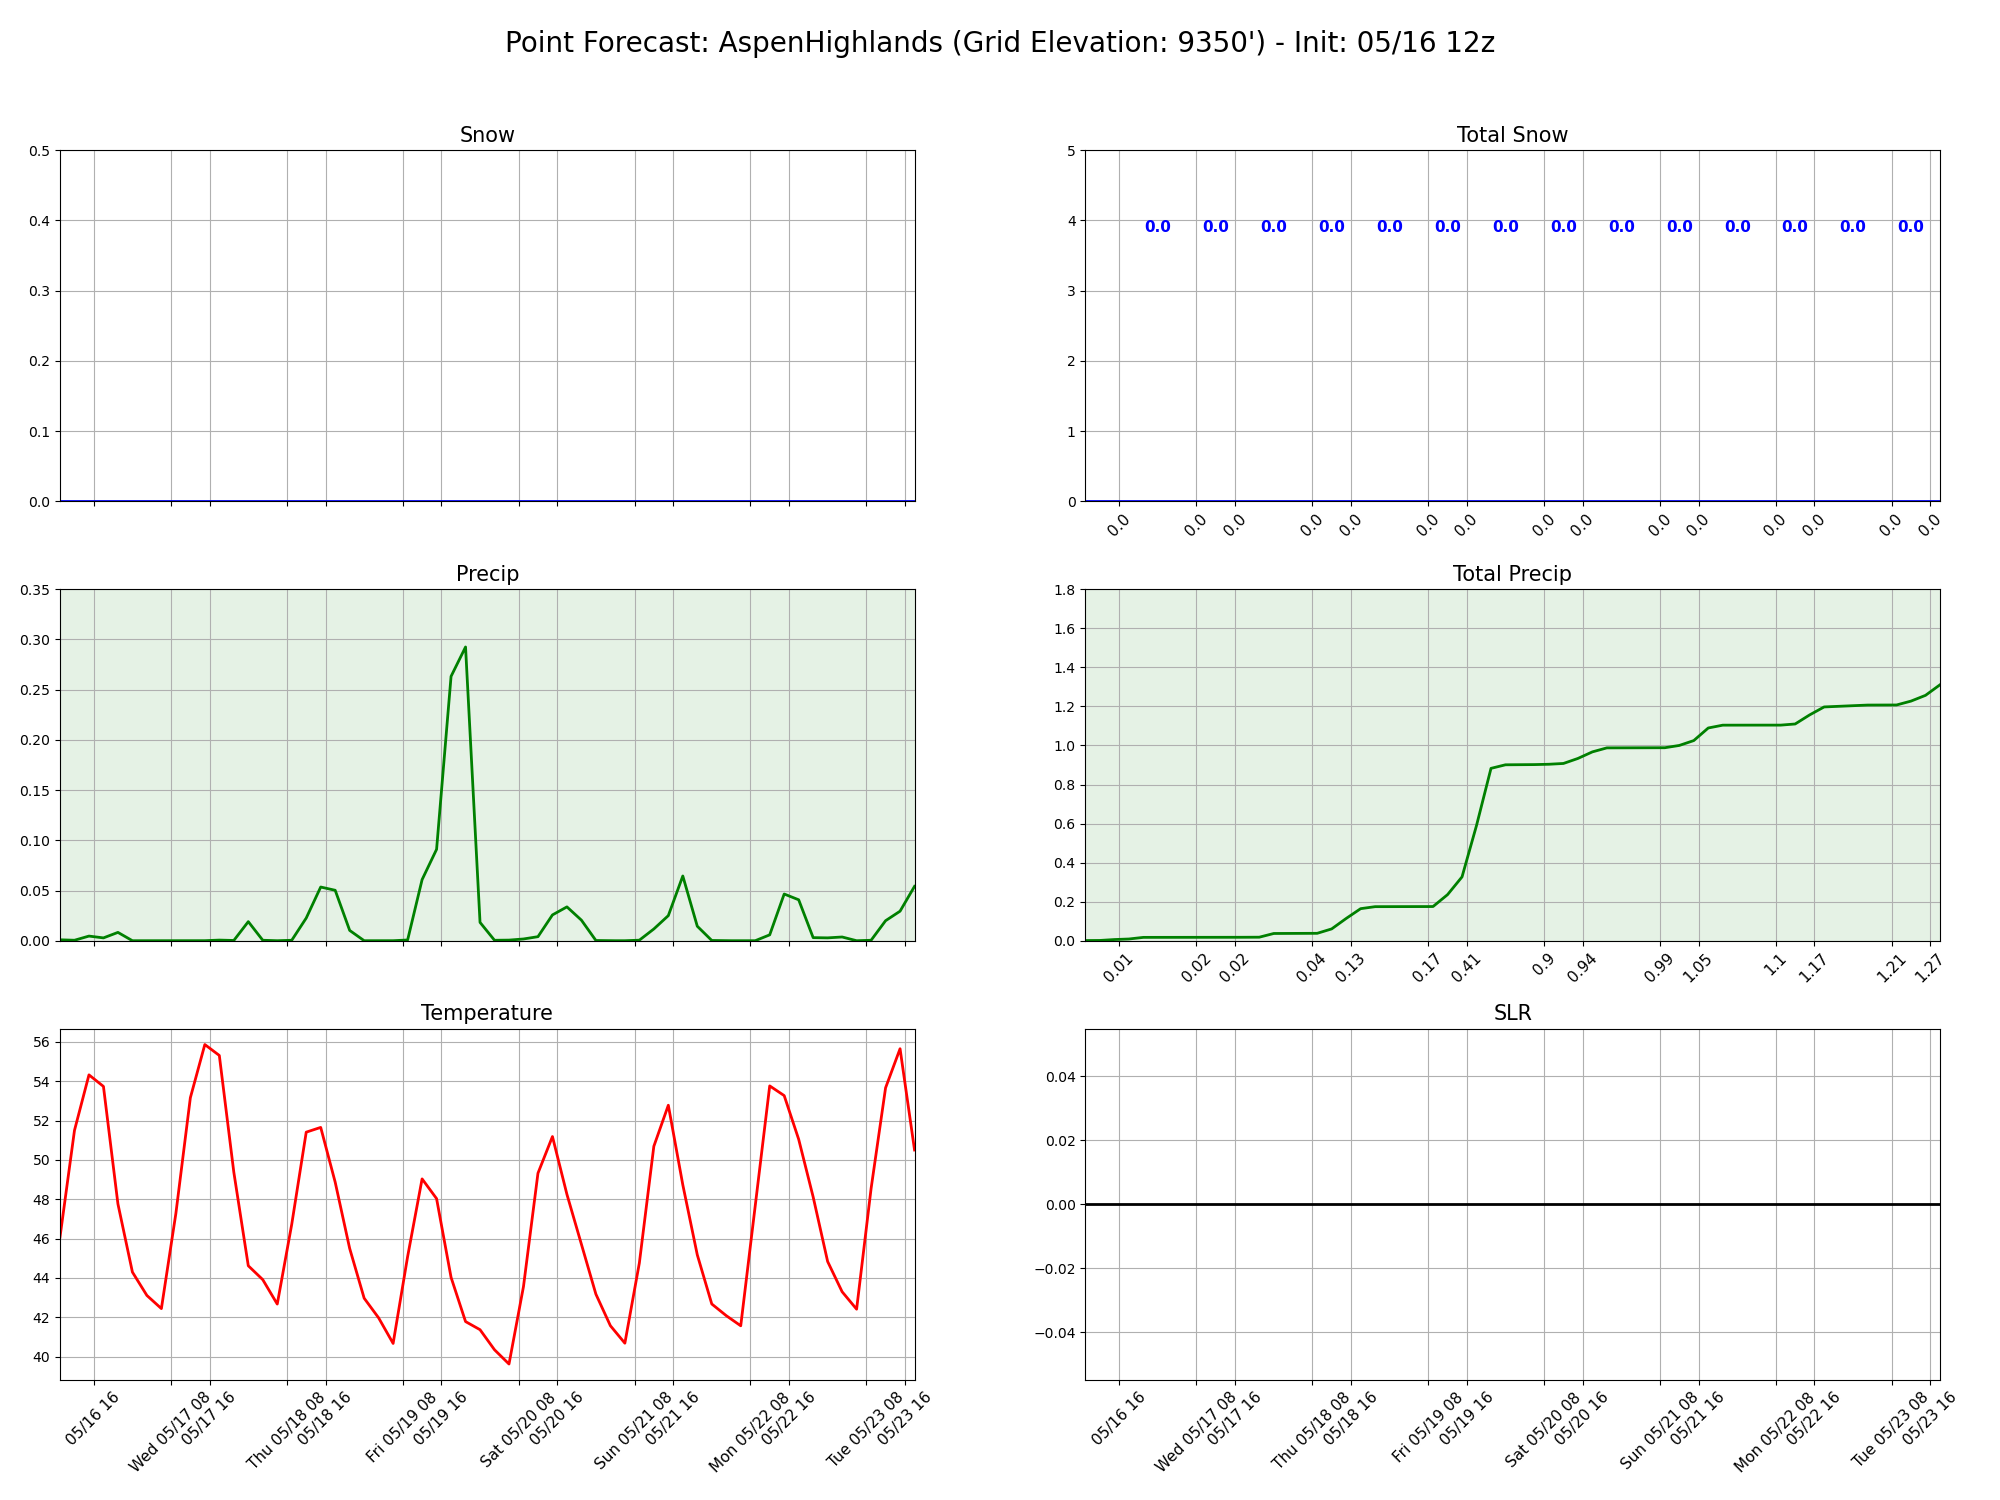 Point Forecast: AspenHighlands (Grid Elevation: 9350') - Init: 05/16 12z
Snow
0.5
0.4
0.3
0.2
0.1
0.0
Total Snow
5
4
3
2
1
0
0.0 0.0 0.0 0.0 0.0 0.0 0.0 0.0 0.0 0.0 0.0 0.0 0.0 0.0
0.0 0.0 0.0 0.0 0.0 0.0 0.0 0.0 0.0 0.0 0.0 0.0 0.0 0.0 0.0
Precip
0.35
0.30
0.25
0.20
0.15
0.10
0.05
0.00
Total Precip
1.8
1.6
1.4
1.2
1.0
0.8
0.6
0.4
0.2
0.0
0.01 0.02 0.02 0.04 0.13 0.17 0.41 0.9 0.94 0.99 1.05 1.1 1.17 1.21 1.27
Temperature
56
54
52
50
48
46
44
42
40
05/16 16
Wed 05/17 08
05/17 16
Thu 05/18 08
05/18 16
Fri 05/19 08
05/19 16
Sat 05/20 08
05/20 16
Sun 05/21 08
05/21 16
Mon 05/22 08
05/22 16
Tue 05/23 08
05/23 16
SLR
0.04
0.02
0.00
−0.02
−0.04
05/16 16
Wed 05/17 08
05/17 16
Thu 05/18 08
05/18 16
Fri 05/19 08
05/19 16
Sat 05/20 08
05/20 16
Sun 05/21 08
05/21 16
Mon 05/22 08
05/22 16
Tue 05/23 08
05/23 16